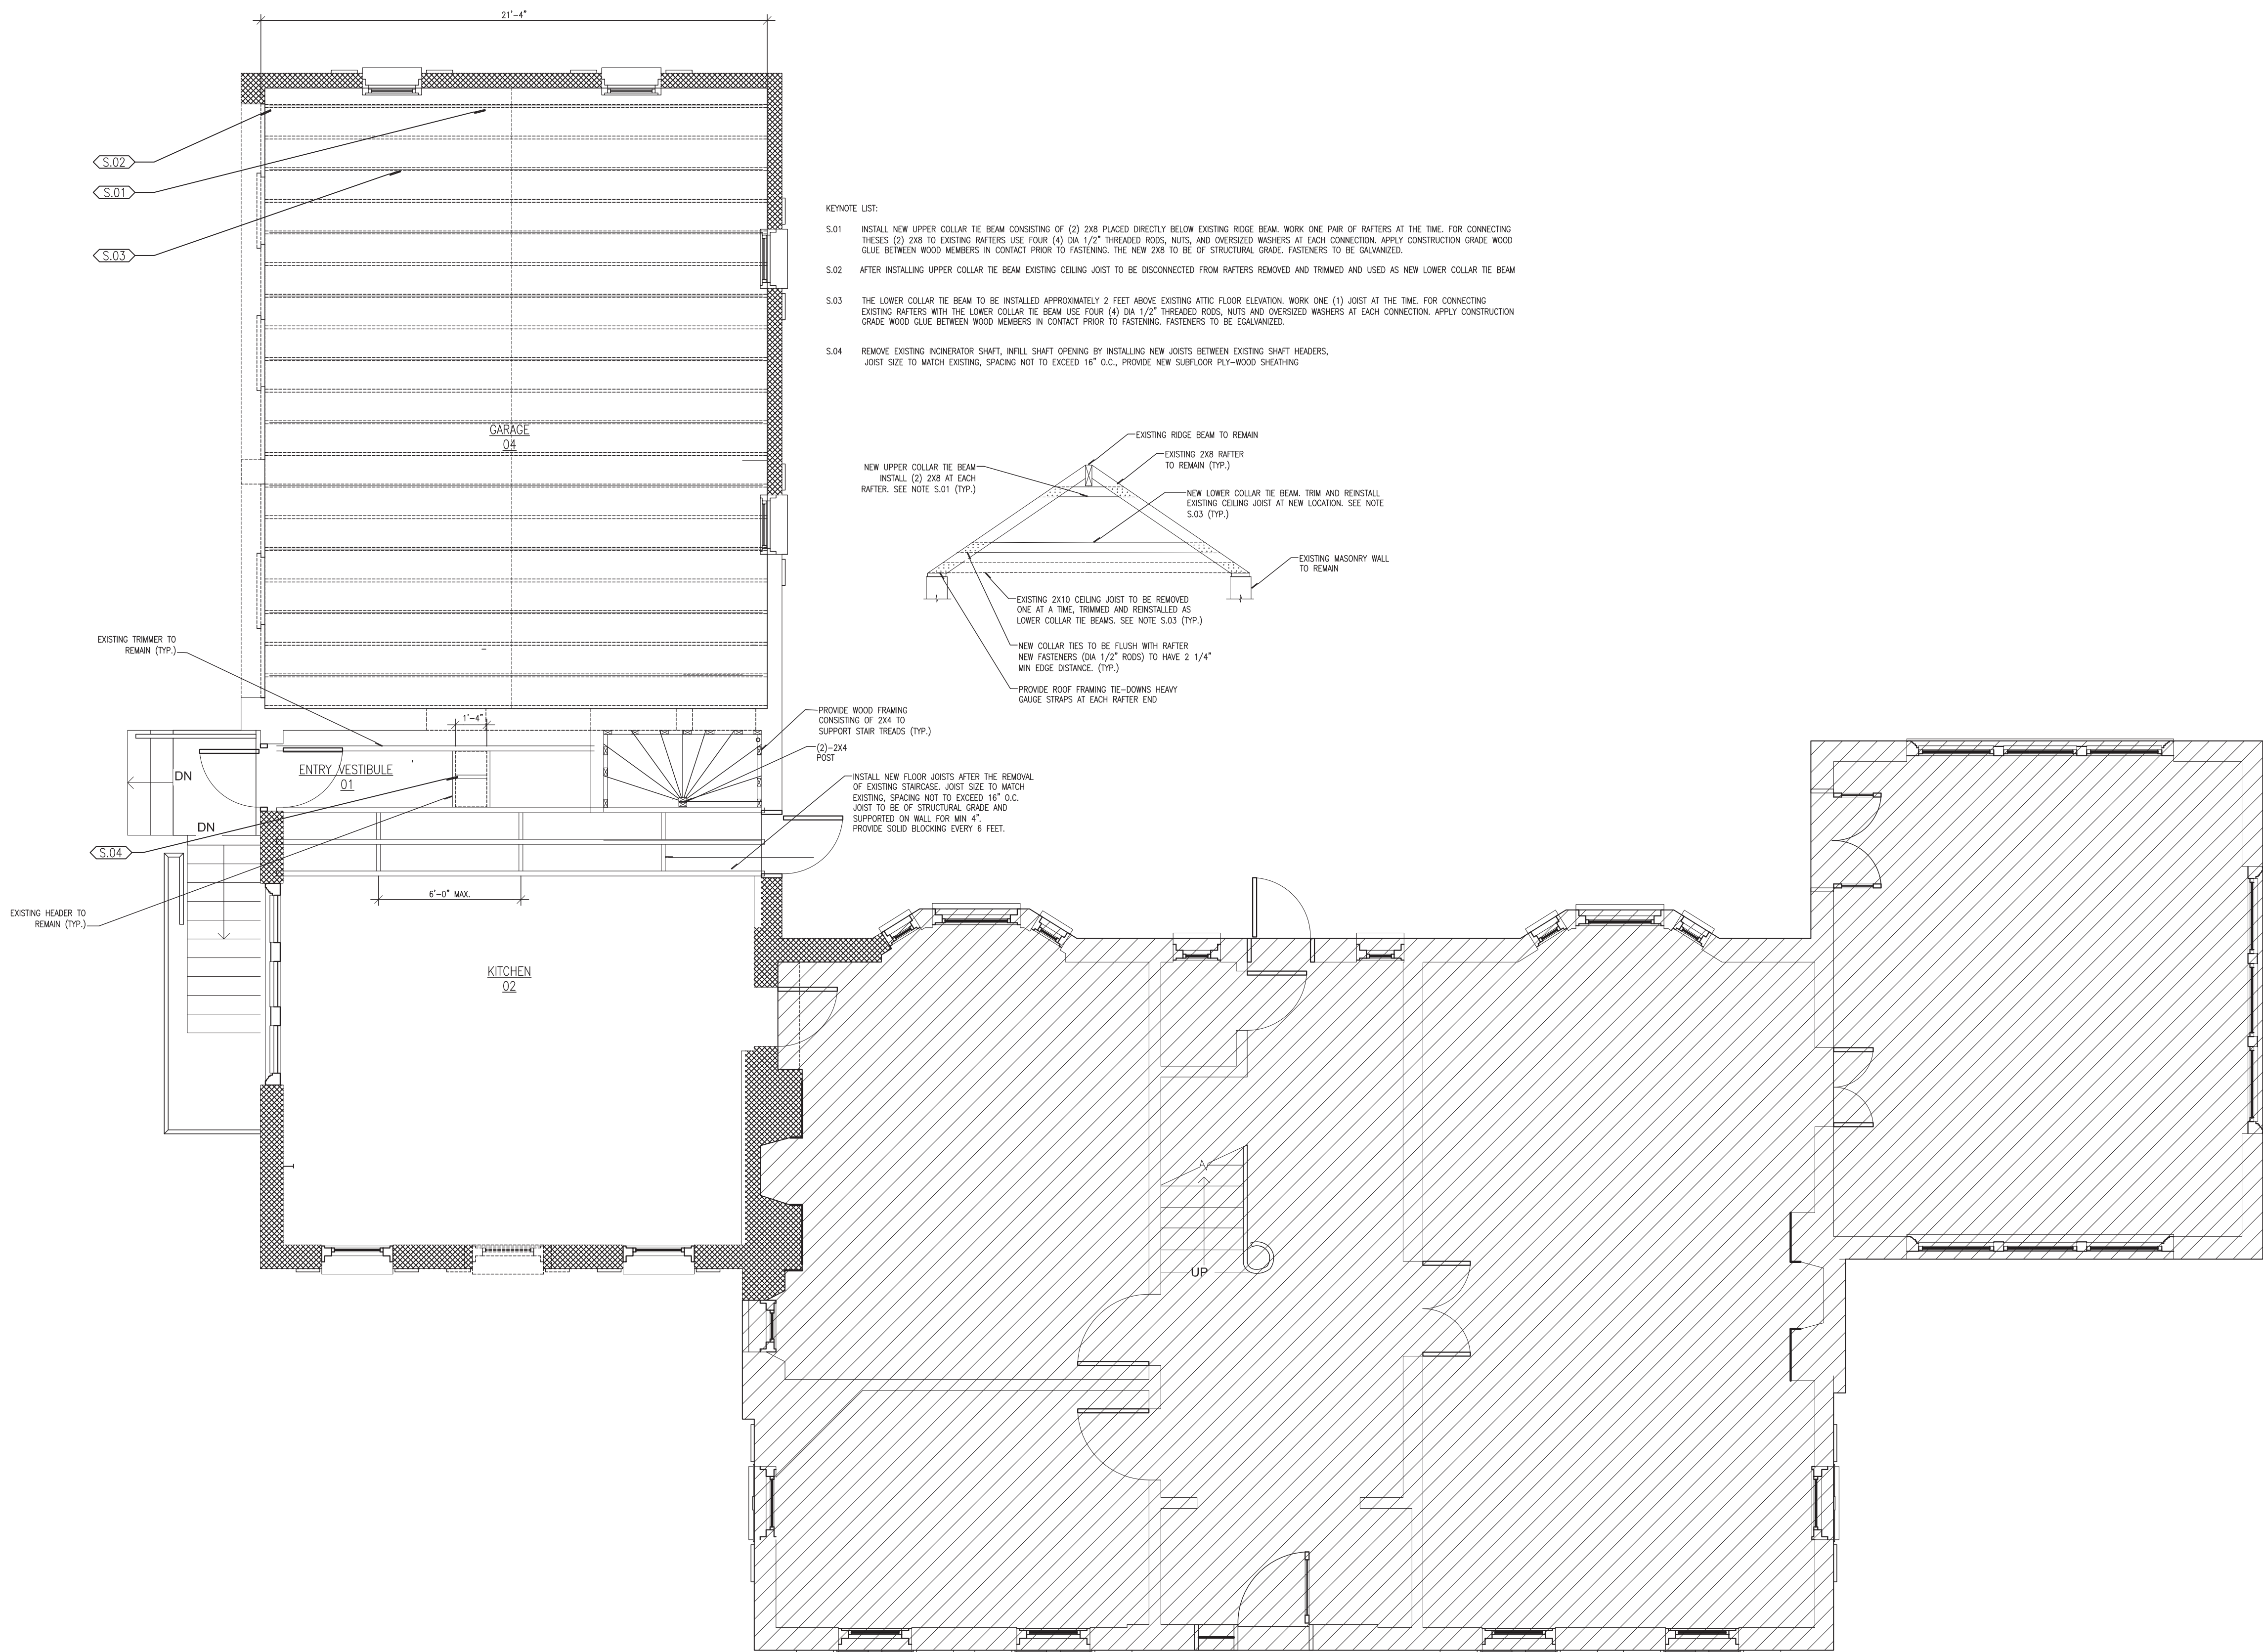 21'-4"
S.02
S.01
S.03
KEYNOTE LIST:
S.01 INSTALL NEW UPPER COLLAR TIE BEAM CONSISTING OF (2) 2X8 PLACED DIRECTLY BELOW EXISTING RIDGE BEAM. WORK ONE PAIR OF RAFTERS AT THE TIME. FOR CONNECTING
THESES (2) 2X8 TO EXISTING RAFTERS USE FOUR (4) DIA 1/2" THREADED RODS, NUTS, AND OVERSIZED WASHERS AT EACH CONNECTION. APPLY CONSTRUCTION GRADE WOOD
GLUE BETWEEN WOOD MEMBERS IN CONTACT PRIOR TO FASTENING. THE NEW 2X8 TO BE OF STRUCTURAL GRADE. FASTENERS TO BE GALVANIZED.
S.02 AFTER INSTALLING UPPER COLLAR TIE BEAM EXISTING CEILING JOIST TO BE DISCONNECTED FROM RAFTERS REMOVED AND TRIMMED AND USED AS NEW LOWER COLLAR TIE BEAM
S.03 THE LOWER COLLAR TIE BEAM TO BE INSTALLED APPROXIMATELY 2 FEET ABOVE EXISTING ATTIC FLOOR ELEVATION. WORK ONE (1) JOIST AT THE TIME. FOR CONNECTING
EXISTING RAFTERS WITH THE LOWER COLLAR TIE BEAM USE FOUR (4) DIA 1/2" THREADED RODS, NUTS AND OVERSIZED WASHERS AT EACH CONNECTION. APPLY CONSTRUCTION
GRADE WOOD GLUE BETWEEN WOOD MEMBERS IN CONTACT PRIOR TO FASTENING. FASTENERS TO BE EGALVANIZED.
S.04 REMOVE EXISTING INCINERATOR SHAFT, INFILL SHAFT OPENING BY INSTALLING NEW JOISTS BETWEEN EXISTING SHAFT HEADERS,
JOIST SIZE TO MATCH EXISTING, SPACING NOT TO EXCEED 16" O.C., PROVIDE NEW SUBFLOOR PLY-WOOD SHEATHING
GARAGE
04
EXISTING RIDGE BEAM TO REMAIN
EXISTING 2X8 RAFTER
TO REMAIN (TYP.)
NEW UPPER COLLAR TIE BEAM
INSTALL (2) 2X8 AT EACH
RAFTER. SEE NOTE S.01 (TYP.)
NEW LOWER COLLAR TIE BEAM. TRIM AND REINSTALL
EXISTING CEILING JOIST AT NEW LOCATION. SEE NOTE
S.03 (TYP.)
EXISTING MASONRY WALL
TO REMAIN
EXISTING 2X10 CEILING JOIST TO BE REMOVED
ONE AT A TIME, TRIMMED AND REINSTALLED AS
LOWER COLLAR TIE BEAMS. SEE NOTE S.03 (TYP.)
NEW COLLAR TIES TO BE FLUSH WITH RAFTER
NEW FASTENERS (DIA 1/2" RODS) TO HAVE 2 1/4"
MIN EDGE DISTANCE. (TYP.)
PROVIDE ROOF FRAMING TIE-DOWNS HEAVY
GAUGE STRAPS AT EACH RAFTER END
EXISTING TRIMMER TO
REMAIN (TYP.)
1'-4"
PROVIDE WOOD FRAMING
CONSISTING OF 2X4 TO
SUPPORT STAIR TREADS (TYP.)
(2)-2X4
POST
ENTRY VESTIBULE
01
DN
DN
INSTALL NEW FLOOR JOISTS AFTER THE REMOVAL
OF EXISTING STAIRCASE. JOIST SIZE TO MATCH
EXISTING, SPACING NOT TO EXCEED 16" O.C.
JOIST TO BE OF STRUCTURAL GRADE AND
SUPPORTED ON WALL FOR MIN 4".
PROVIDE SOLID BLOCKING EVERY 6 FEET.
S.04
6'-0" MAX.
EXISTING HEADER TO
REMAIN (TYP.)
KITCHEN
02
UP